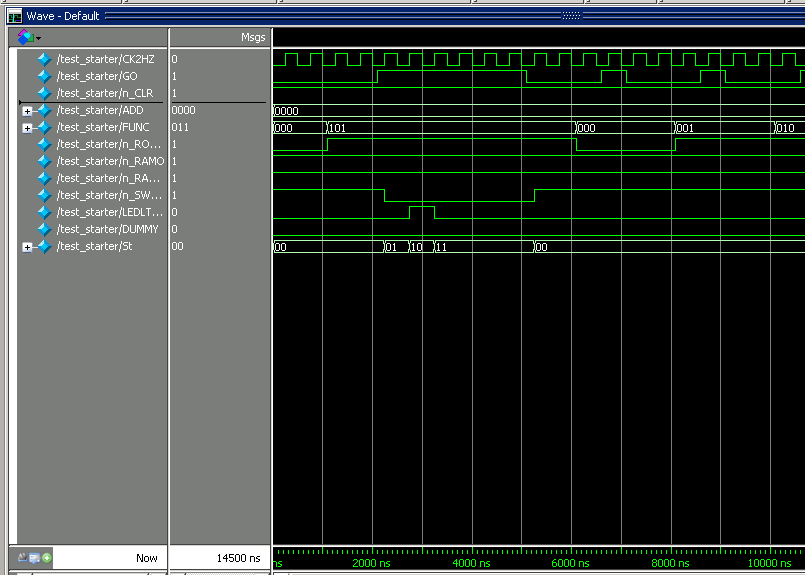 Wave - Default
Msgs
/test_starter/CK2HZ 0
/test_starter/GO 1
/test_starter/n_CLR 1
/test_starter/ADD 0000 0000
/test_starter/FUNC 011 000 101 000 001 010
/test_starter/n_RO... 1
/test_starter/n_RAMO 1
/test_starter/n_RA... 1
/test_starter/n_SW... 1
/test_starter/LEDLT... 0
/test_starter/DUMMY 0
/test_starter/St 00 00 01 10 11 00
Now 14500 ns ns 2000 ns 4000 ns 6000 ns 8000 ns 10000 ns